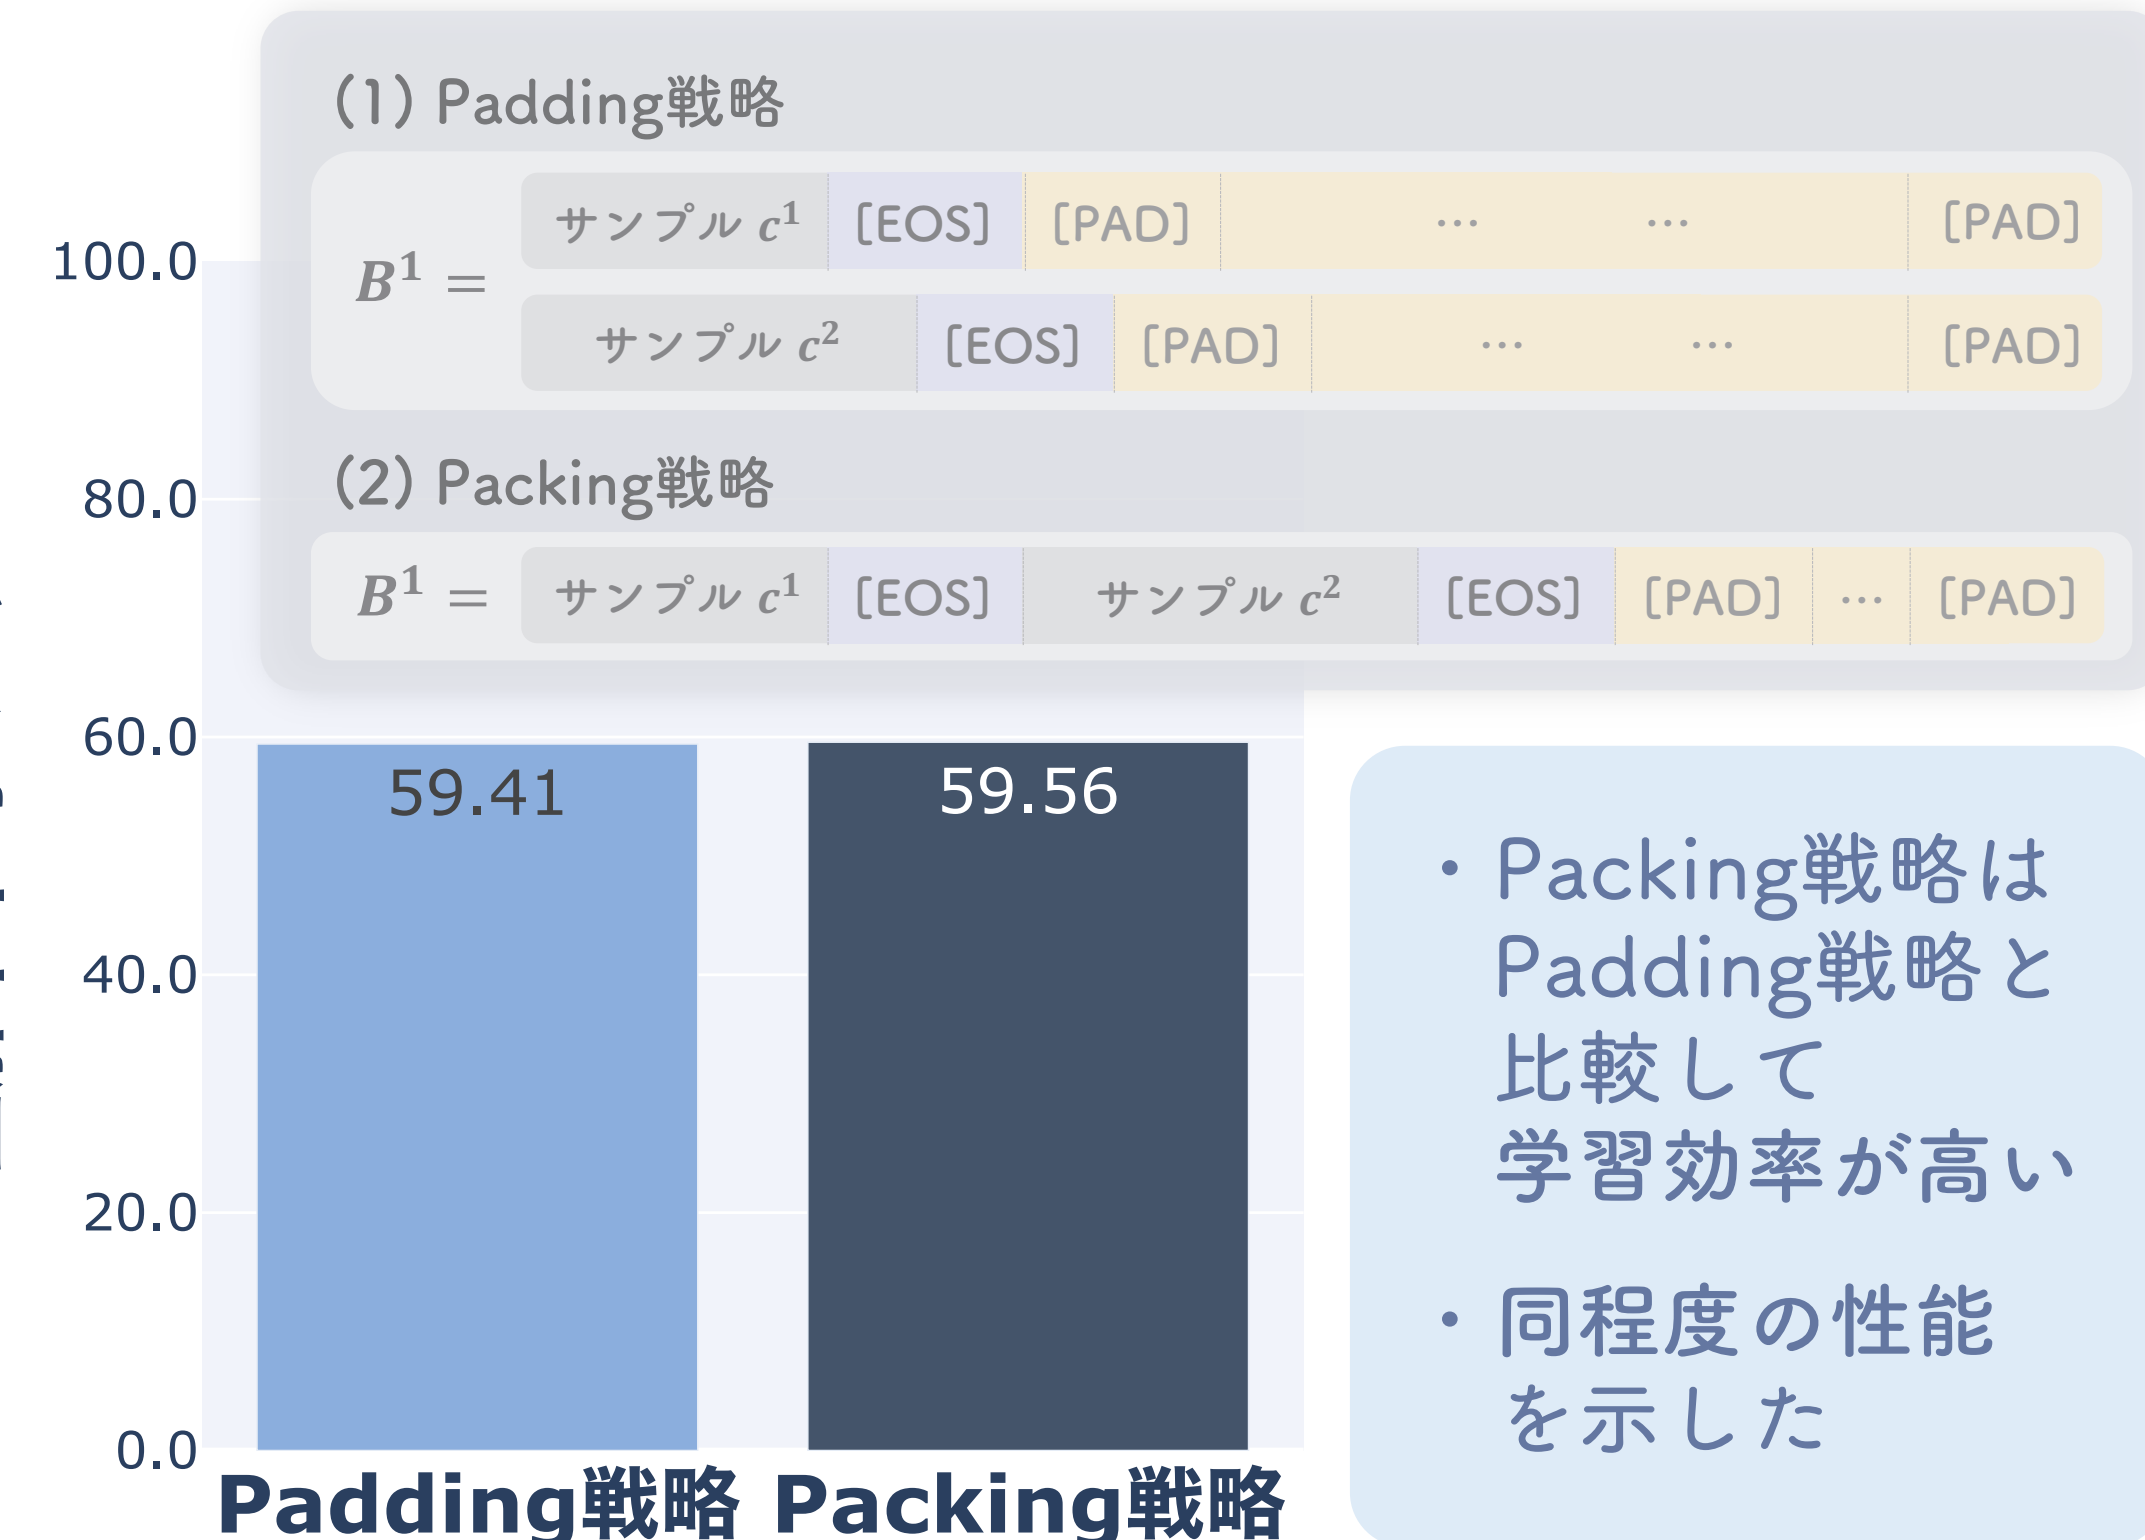 (1) Padding戦略
B¹ =
サンプル c¹ [EOS] [PAD] … … [PAD]
サンプル c² [EOS] [PAD] … … [PAD]
(2) Packing戦略
B¹ = サンプル c¹ [EOS] サンプル c² [EOS] [PAD] … [PAD]
100.0
80.0
60.0
40.0
20.0
0.0
59.41
59.56
Padding戦略 Packing戦略
・Packing戦略は
Padding戦略と
比較して
学習効率が高い
・同程度の性能
を示した